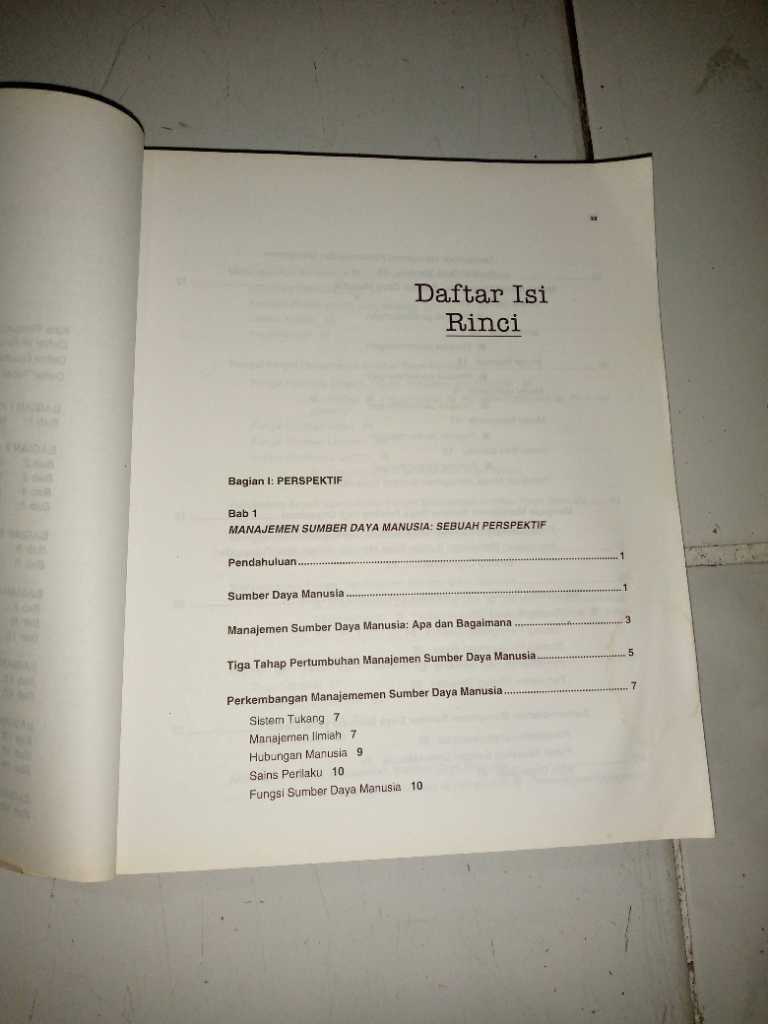 Daftar Isi
Rinci
Bagian I: PERSPEKTIF
Bab 1
MANAJEMEN SUMBER DAYA MANUSIA: SEBUAH PERSPEKTIF
Pendahuluan 1
Sumber Daya Manusia 1
Manajemen Sumber Daya Manusia: Apa dan Bagaimana 3
Tiga Tahap Pertumbuhan Manajemen Sumber Daya Manusia 5
Perkembangan Manajememen Sumber Daya Manusia 7
Sistem Tukang 7
Manajemen Ilmiah 7
Hubungan Manusia 9
Sains Perilaku 10
Fungsi Sumber Daya Manusia 10